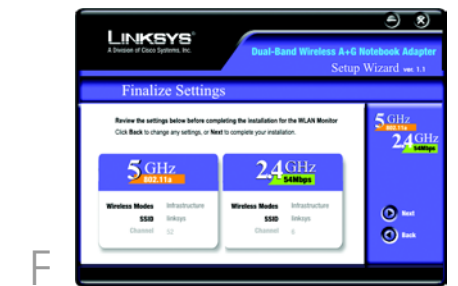 LINKSYS®
A Division of Cisco Systems, Inc.
Dual-Band Wireless A+G Notebook Adapter
Setup Wizard ver. 1.1
Finalize Settings
Review the settings below before completing the installation for the WLAN Monitor
Click Back to change any settings, or Next to complete your installation.
5 GHz
802.11a
2.4 GHz
54Mbps
5 GHz
802.11a
2.4 GHz
54Mbps
Wireless Modes Infrastructure
SSID linksys
Channel 52
Wireless Modes Infrastructure
SSID linksys
Channel 6
Next
Back
F